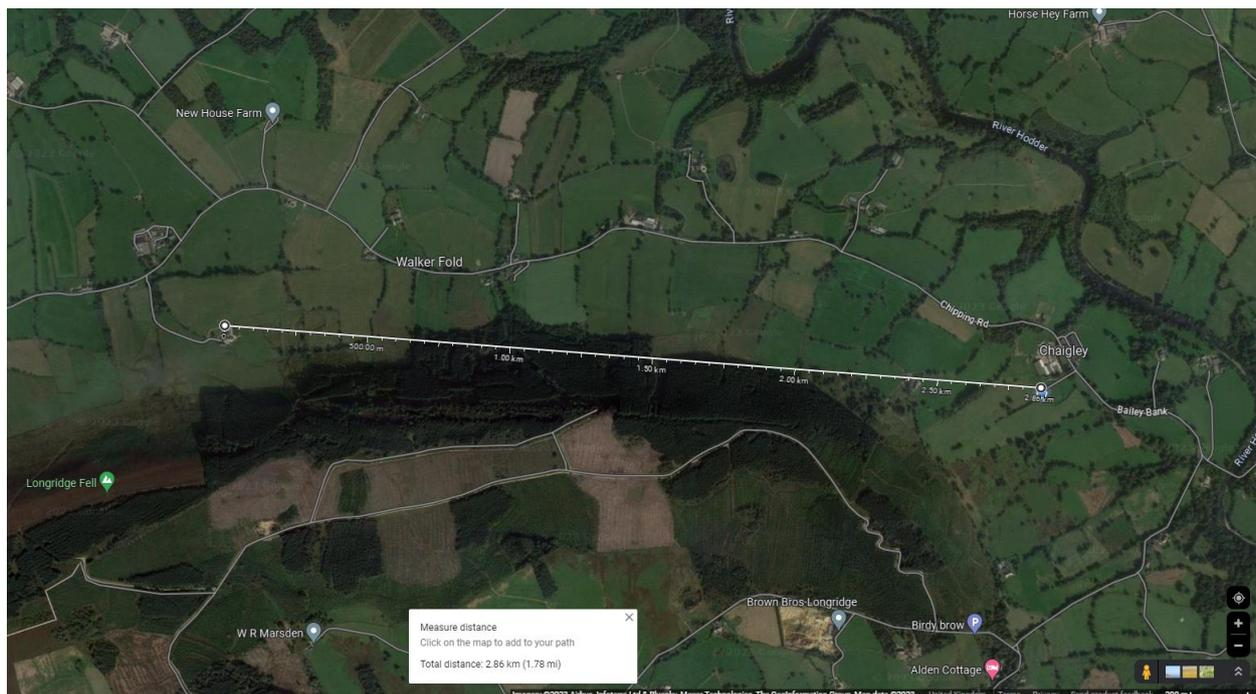 Horse Hey Farm
New House Farm
River Hodder
Walker Fold
Chipping Rd
Chaigley
500.00 m
1.00 km
1.50 km
2.00 km
2.50 km
2.86 km
Bailey Bank
Longridge Fell
Brown Bros Longridge
W R Marsden
Birdy brow
P
Alden Cottage
Measure distance
Click on the map to add to your path
Total distance: 2.86 km (1.78 mi)